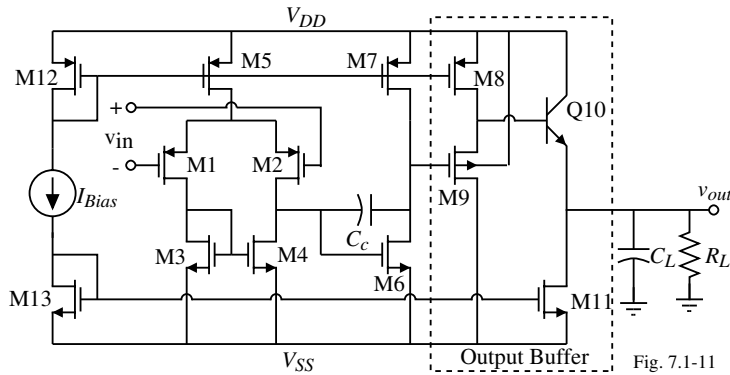 V_DD
M12
M5
M7
M8
Q10
+
v_in
-
M1
M2
M9
I_Bias
C_c
v_out
M3
M4
M6
C_L
R_L
M13
M11
V_SS
Output Buffer
Fig. 7.1-11